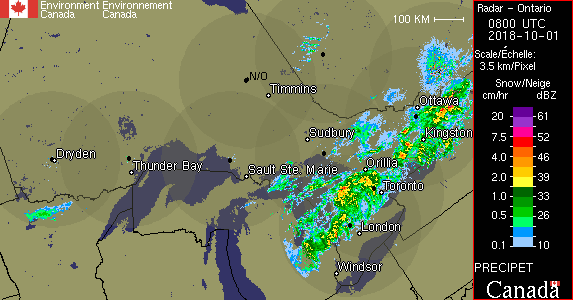 Environment Environnement
Canada Canada
100 KM
N/O
Timmins
Ottawa
Sudbury
Kingston
Dryden
Thunder Bay
Sault Ste. Marie
Orillia
Toronto
London
Windsor
Radar - Ontario
0800 UTC
2018-10-01
Scale/Échelle:
3.5 km/Pixel
Snow/Neige
cm/hr dBZ
20 61
7.5 52
4.0 46
2.0 39
1.0 33
0.5 26
0.1 10
PRECIPET
Canada